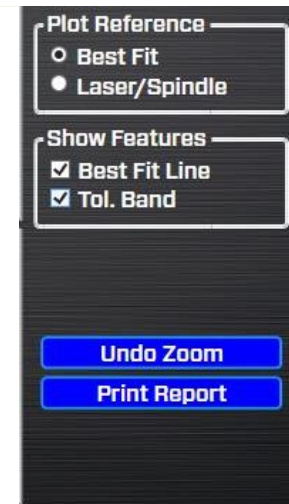 Plot Reference
Best Fit
Laser/Spindle
Show Features
Best Fit Line
Tol. Band
Undo Zoom
Print Report